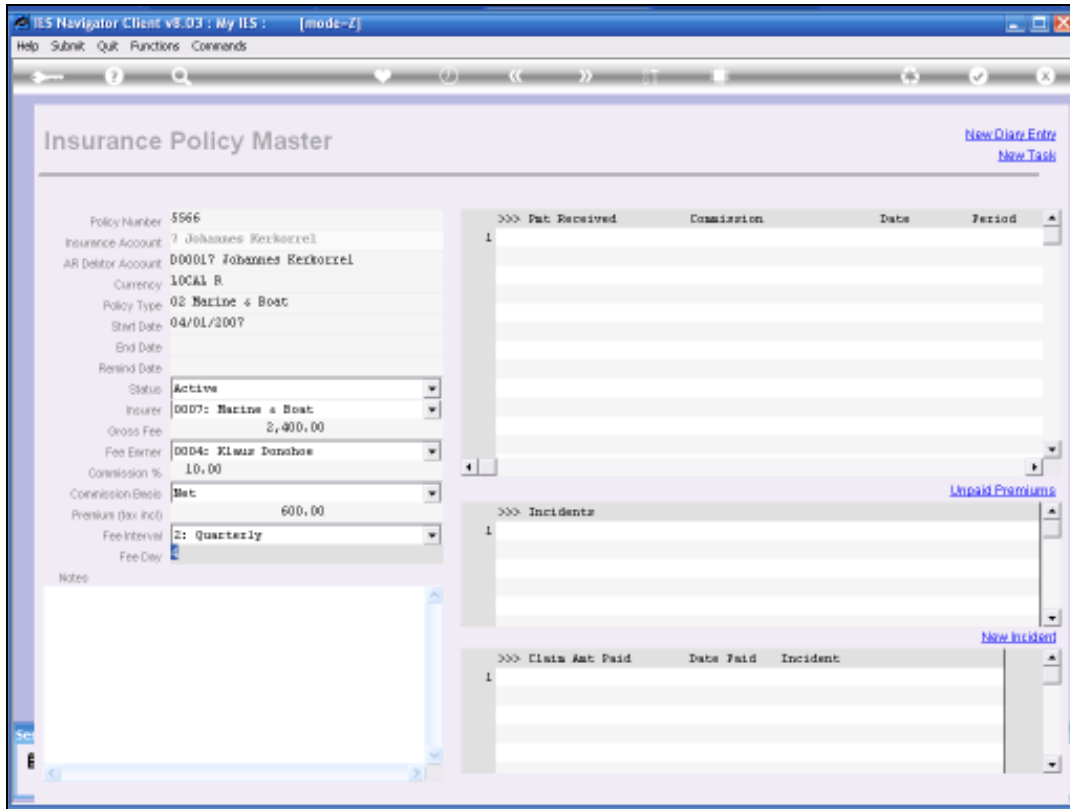 IES Navigator Client v8.03 : My IES : [mode=Z]
Help Submit Quit Functions Commands
Insurance Policy Master
New Diary Entry
New Task
Policy Number 5566
Insurance Account 7 Johannes Kerkorrel
AR Debtor Account D00017 Johannes Kerkorrel
Currency LOCAL R
Policy Type 02 Marine & Boat
Start Date 04/01/2007
End Date
Remind Date
Status Active
Insurer 0007: Marine & Boat
Gross Fee 2,400.00
Fee Earner 0004: Klaus Donohoe
Commission % 10.00
Commission Basis Net
Premium (tax incl) 600.00
Fee Interval 2: Quarterly
Fee Day 4
Notes
>>> Pmt Received Commission Date Period
1
Unpaid Premiums
>>> Incidents
1
New Incident
>>> Claim Amt Paid Date Paid Incident
1